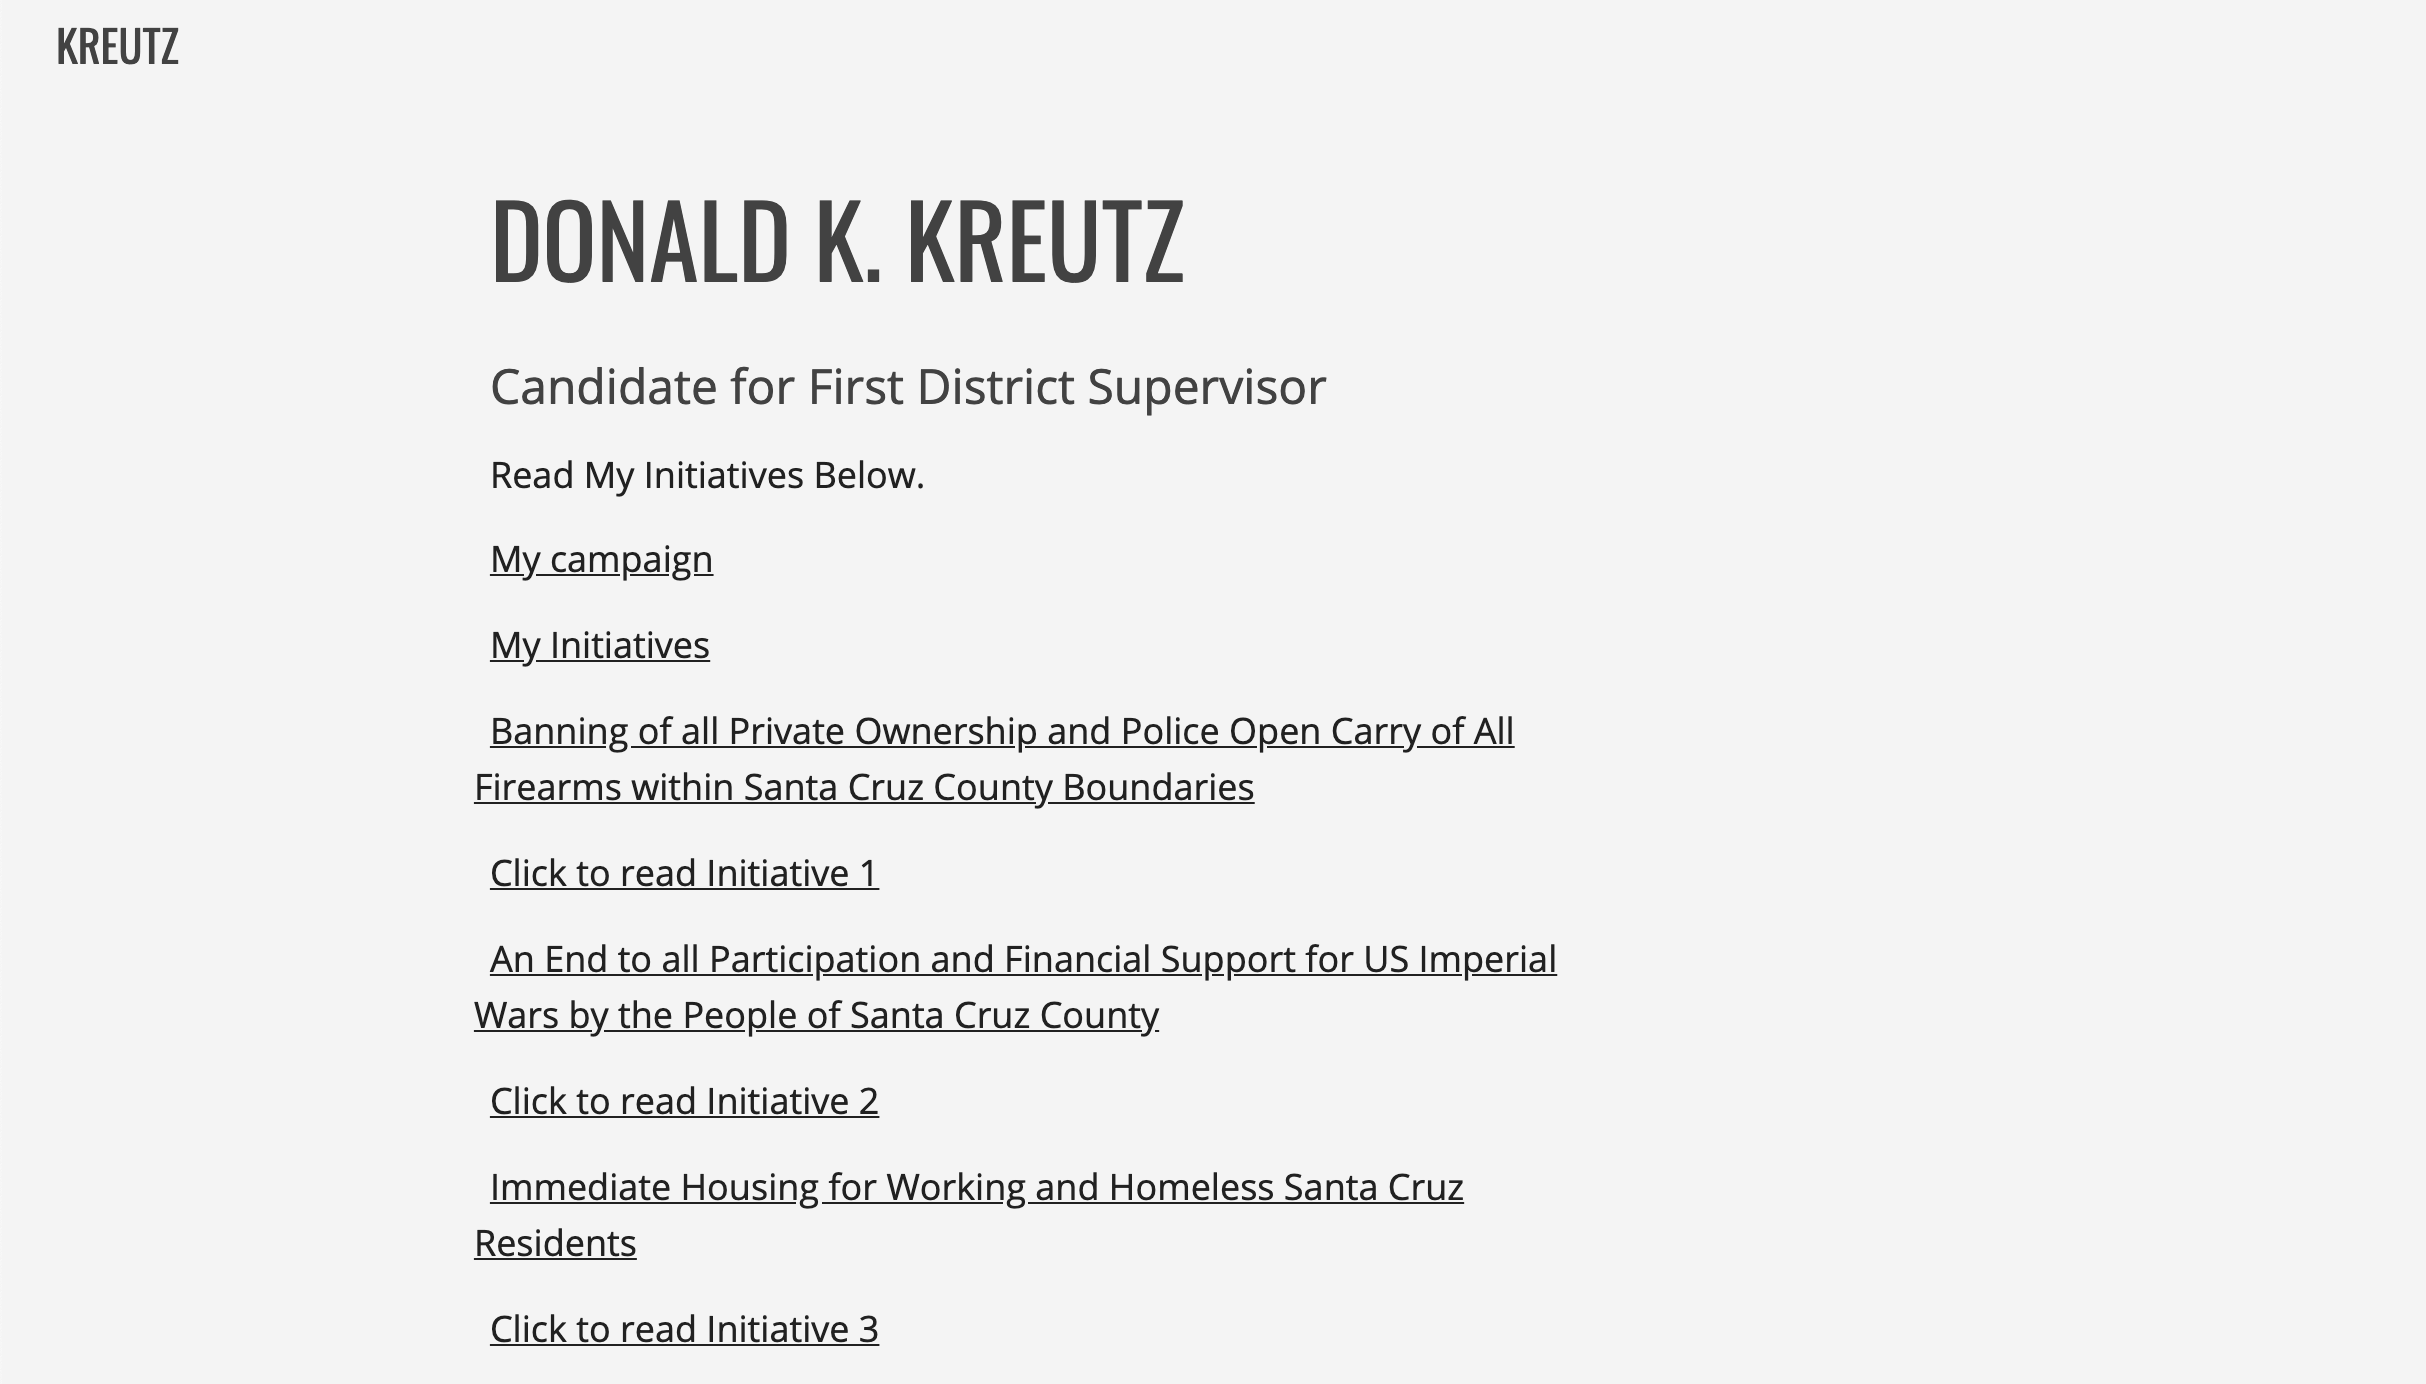 KREUTZ
DONALD K. KREUTZ
Candidate for First District Supervisor
Read My Initiatives Below.
My campaign
My Initiatives
Banning of all Private Ownership and Police Open Carry of All
Firearms within Santa Cruz County Boundaries
Click to read Initiative 1
An End to all Participation and Financial Support for US Imperial
Wars by the People of Santa Cruz County
Click to read Initiative 2
Immediate Housing for Working and Homeless Santa Cruz
Residents
Click to read Initiative 3